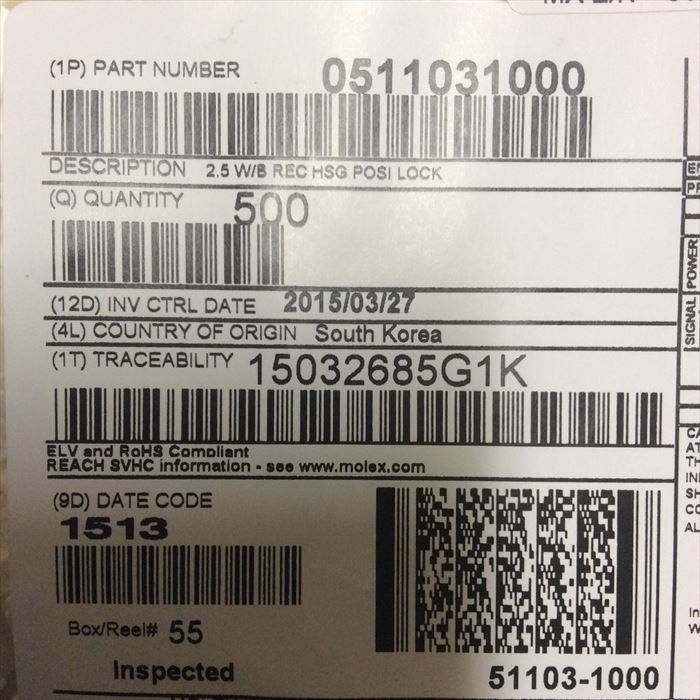 (1P) PART NUMBER 0511031000
DESCRIPTION 2.5 W/B REC HSG POSI LOCK
(Q) QUANTITY 500
(12D) INV CTRL DATE 2015/03/27
(4L) COUNTRY OF ORIGIN South Korea
(1T) TRACEABILITY 15032685G1K
ELV and RoHS Compliant
REACH SVHC information - see www.molex.com
(9D) DATE CODE
1513
Box/Reel# 55
Inspected
51103-1000
SIGNAL POWER